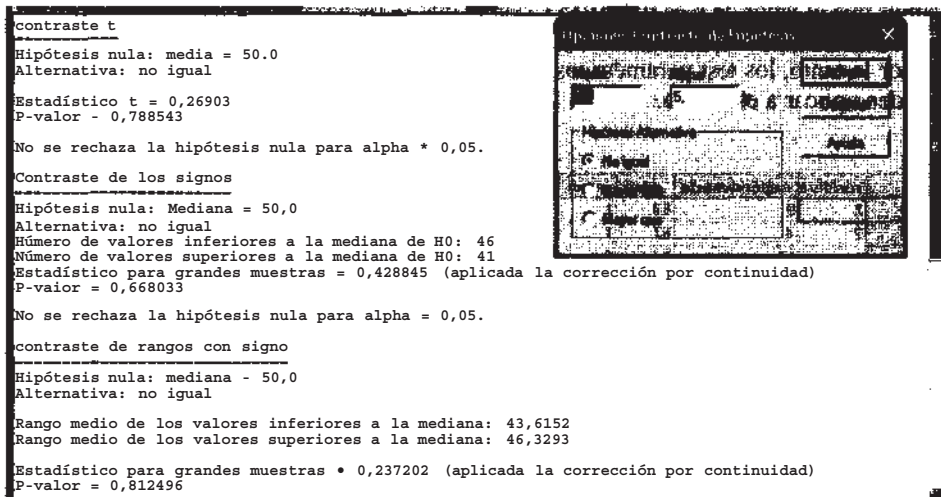 contraste t
Hipótesis nula: media = 50.0
Alternativa: no igual
Estadístico t = 0,26903
P-valor - 0,788543
No se rechaza la hipótesis nula para alpha * 0,05.
Contraste de los signos
Hipótesis nula: Mediana = 50,0
Alternativa: no igual
Húmero de valores inferiores a la mediana de H0: 46
Número de valores superiores a la mediana de H0: 41
Estadístico para grandes muestras = 0,428845 (aplicada la corrección por continuidad)
P-vaior = 0,668033
No se rechaza la hipótesis nula para alpha = 0,05.
contraste de rangos con signo
Hipótesis nula: mediana - 50,0
Alternativa: no igual
Rango medio de los valores inferiores a la mediana: 43,6152
Rango medio de los valores superiores a la mediana: 46,3293
Estadístico para grandes muestras • 0,237202 (aplicada la corrección por continuidad)
P-valor = 0,812496
Hipótesis Alternativa
No igual
Ayuda